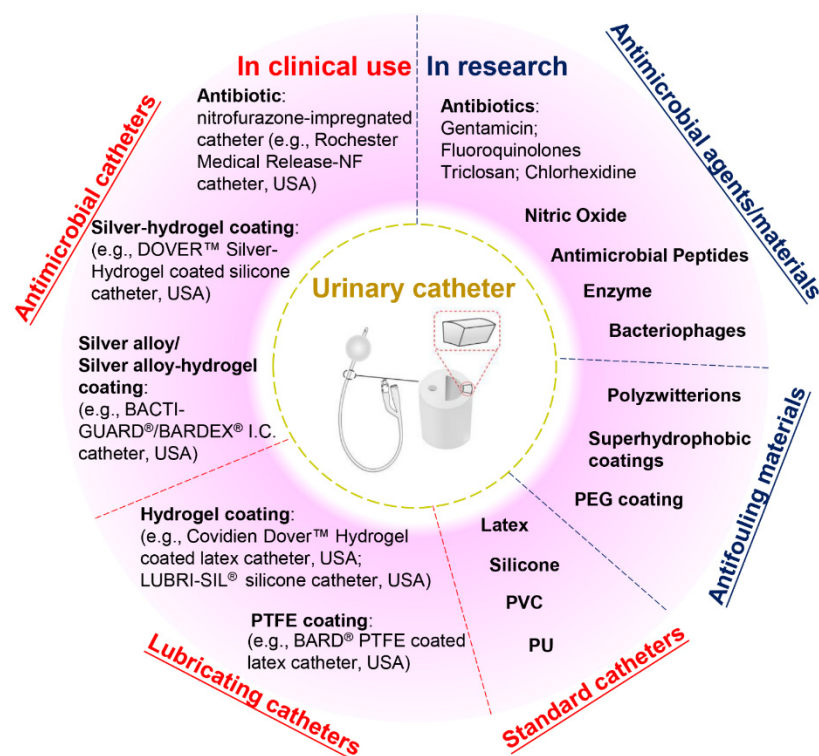 In clinical use
In research
Antimicrobial catheters
Antibiotic:
nitrofurazone-impregnated
catheter (e.g., Rochester
Medical Release-NF
catheter, USA)
Silver-hydrogel coating:
(e.g., DOVER™ Silver-
Hydrogel coated silicone
catheter, USA)
Silver alloy/
Silver alloy-hydrogel
coating:
(e.g., BACTI-
GUARD®/BARDEX® I.C.
catheter, USA)
Antimicrobial agents/materials
Antibiotics:
Gentamicin;
Fluoroquinolones
Triclosan; Chlorhexidine
Nitric Oxide
Antimicrobial Peptides
Enzyme
Bacteriophages
Urinary catheter
Antifouling materials
Polyzwitterions
Superhydrophobic
coatings
PEG coating
Lubricating catheters
Hydrogel coating:
(e.g., Covidien Dover™ Hydrogel
coated latex catheter, USA;
LUBRI-SIL® silicone catheter, USA)
PTFE coating:
(e.g., BARD® PTFE coated
latex catheter, USA)
Standard catheters
Latex
Silicone
PVC
PU